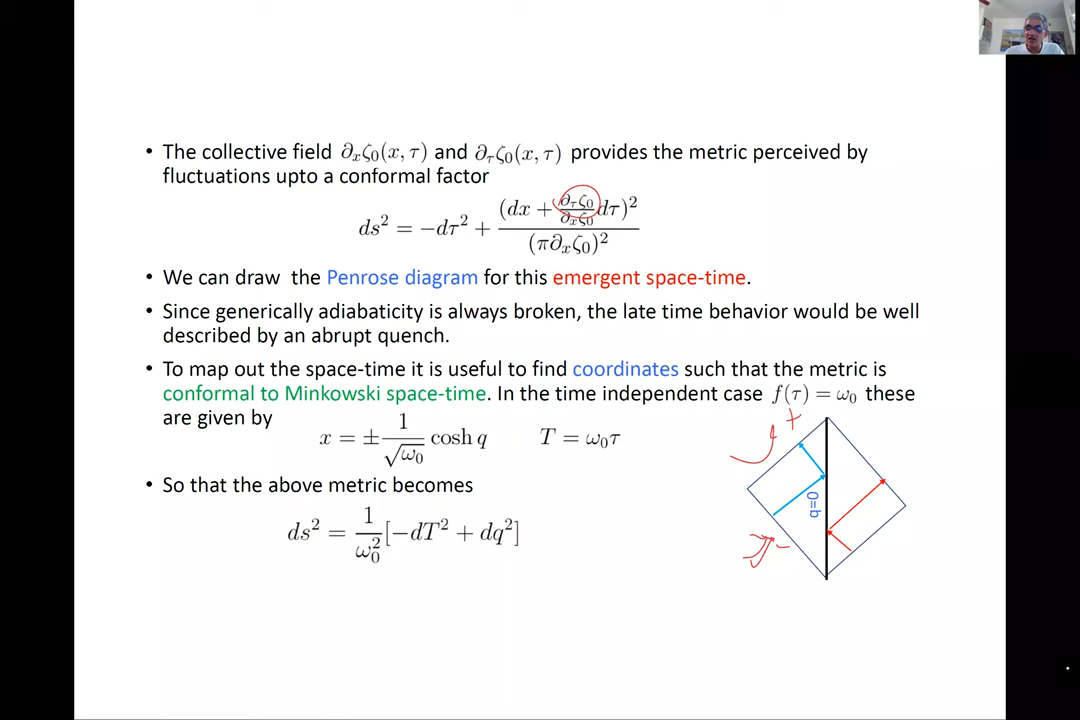 • The collective field ∂ₓζ₀(x, τ) and ∂_τζ₀(x, τ) provides the metric perceived by
fluctuations upto a conformal factor
ds² = −dτ² + (dx + ∂_τζ₀/∂ₓζ₀ dτ)² / (π∂ₓζ₀)²
• We can draw the Penrose diagram for this emergent space-time.
• Since generically adiabaticity is always broken, the late time behavior would be well
described by an abrupt quench.
• To map out the space-time it is useful to find coordinates such that the metric is
conformal to Minkowski space-time. In the time independent case f(τ) = ω₀ these
are given by
x = ± 1/√ω₀ cosh q T = ω₀τ
• So that the above metric becomes
ds² = 1/ω₀² [−dT² + dq²]
q=0